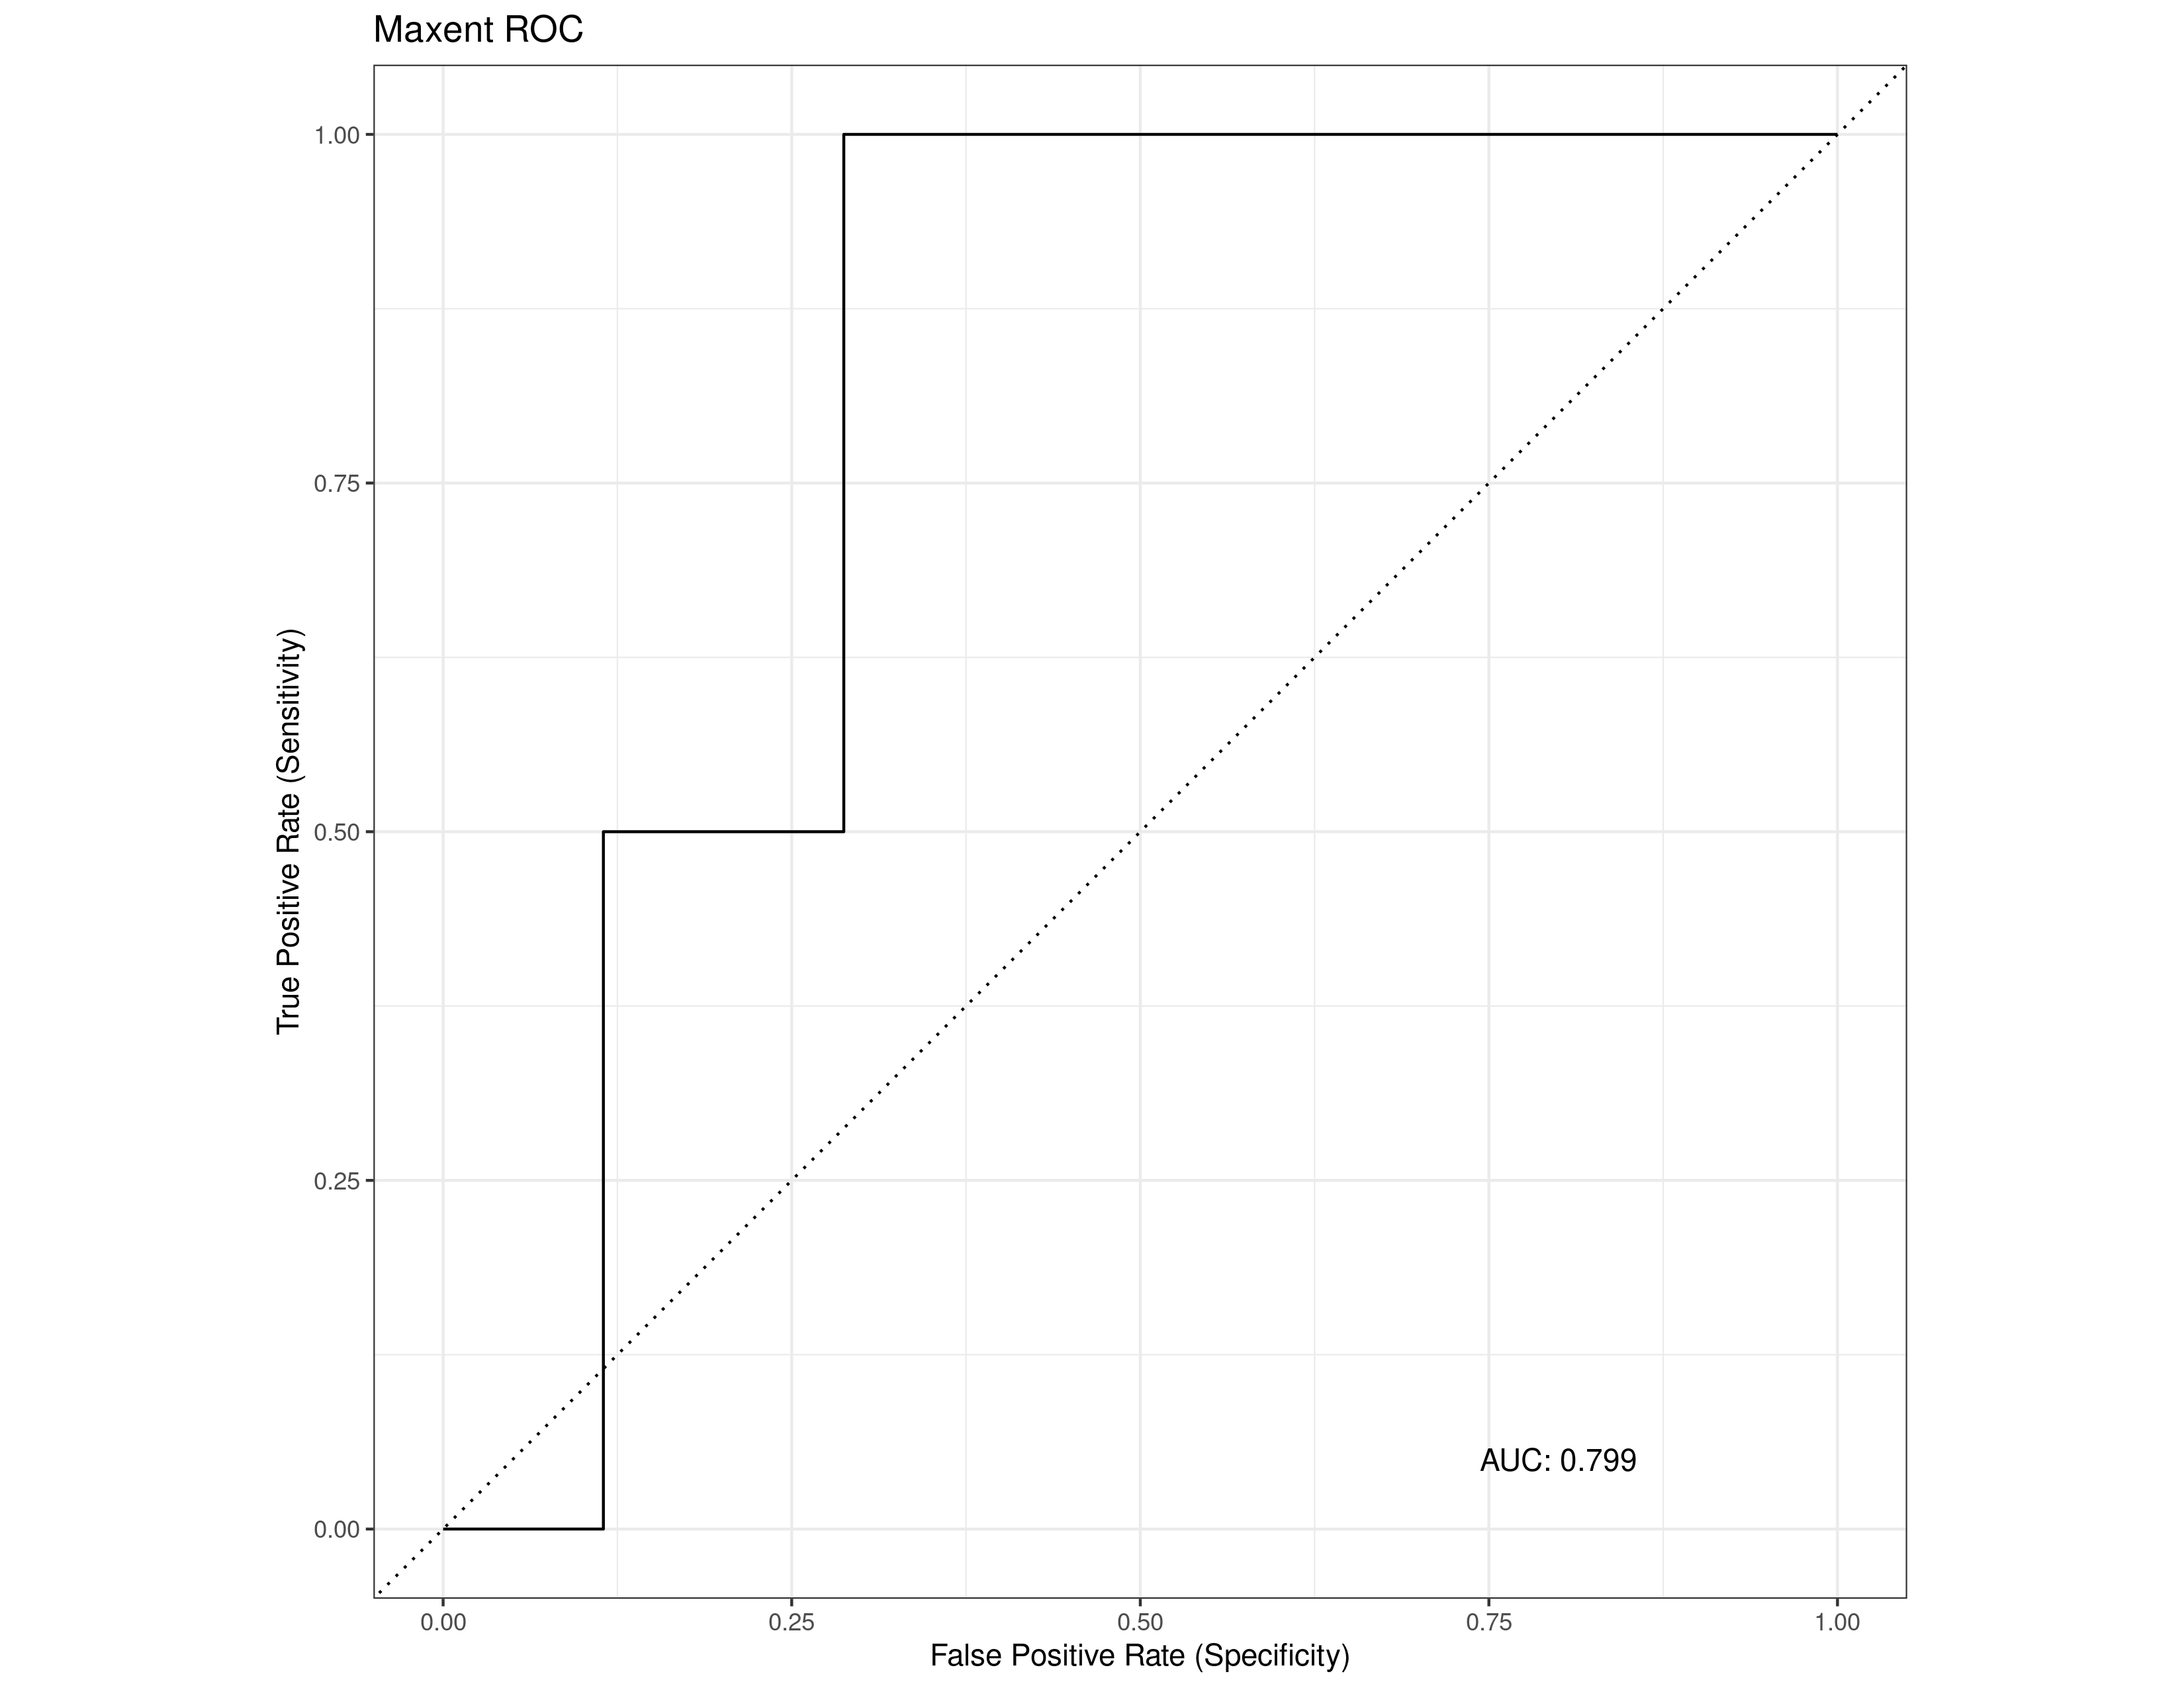 Maxent ROC
True Positive Rate (Sensitivity)
1.00
0.75
0.50
0.25
0.00
AUC: 0.799
0.00 0.25 0.50 0.75 1.00
False Positive Rate (Specificity)